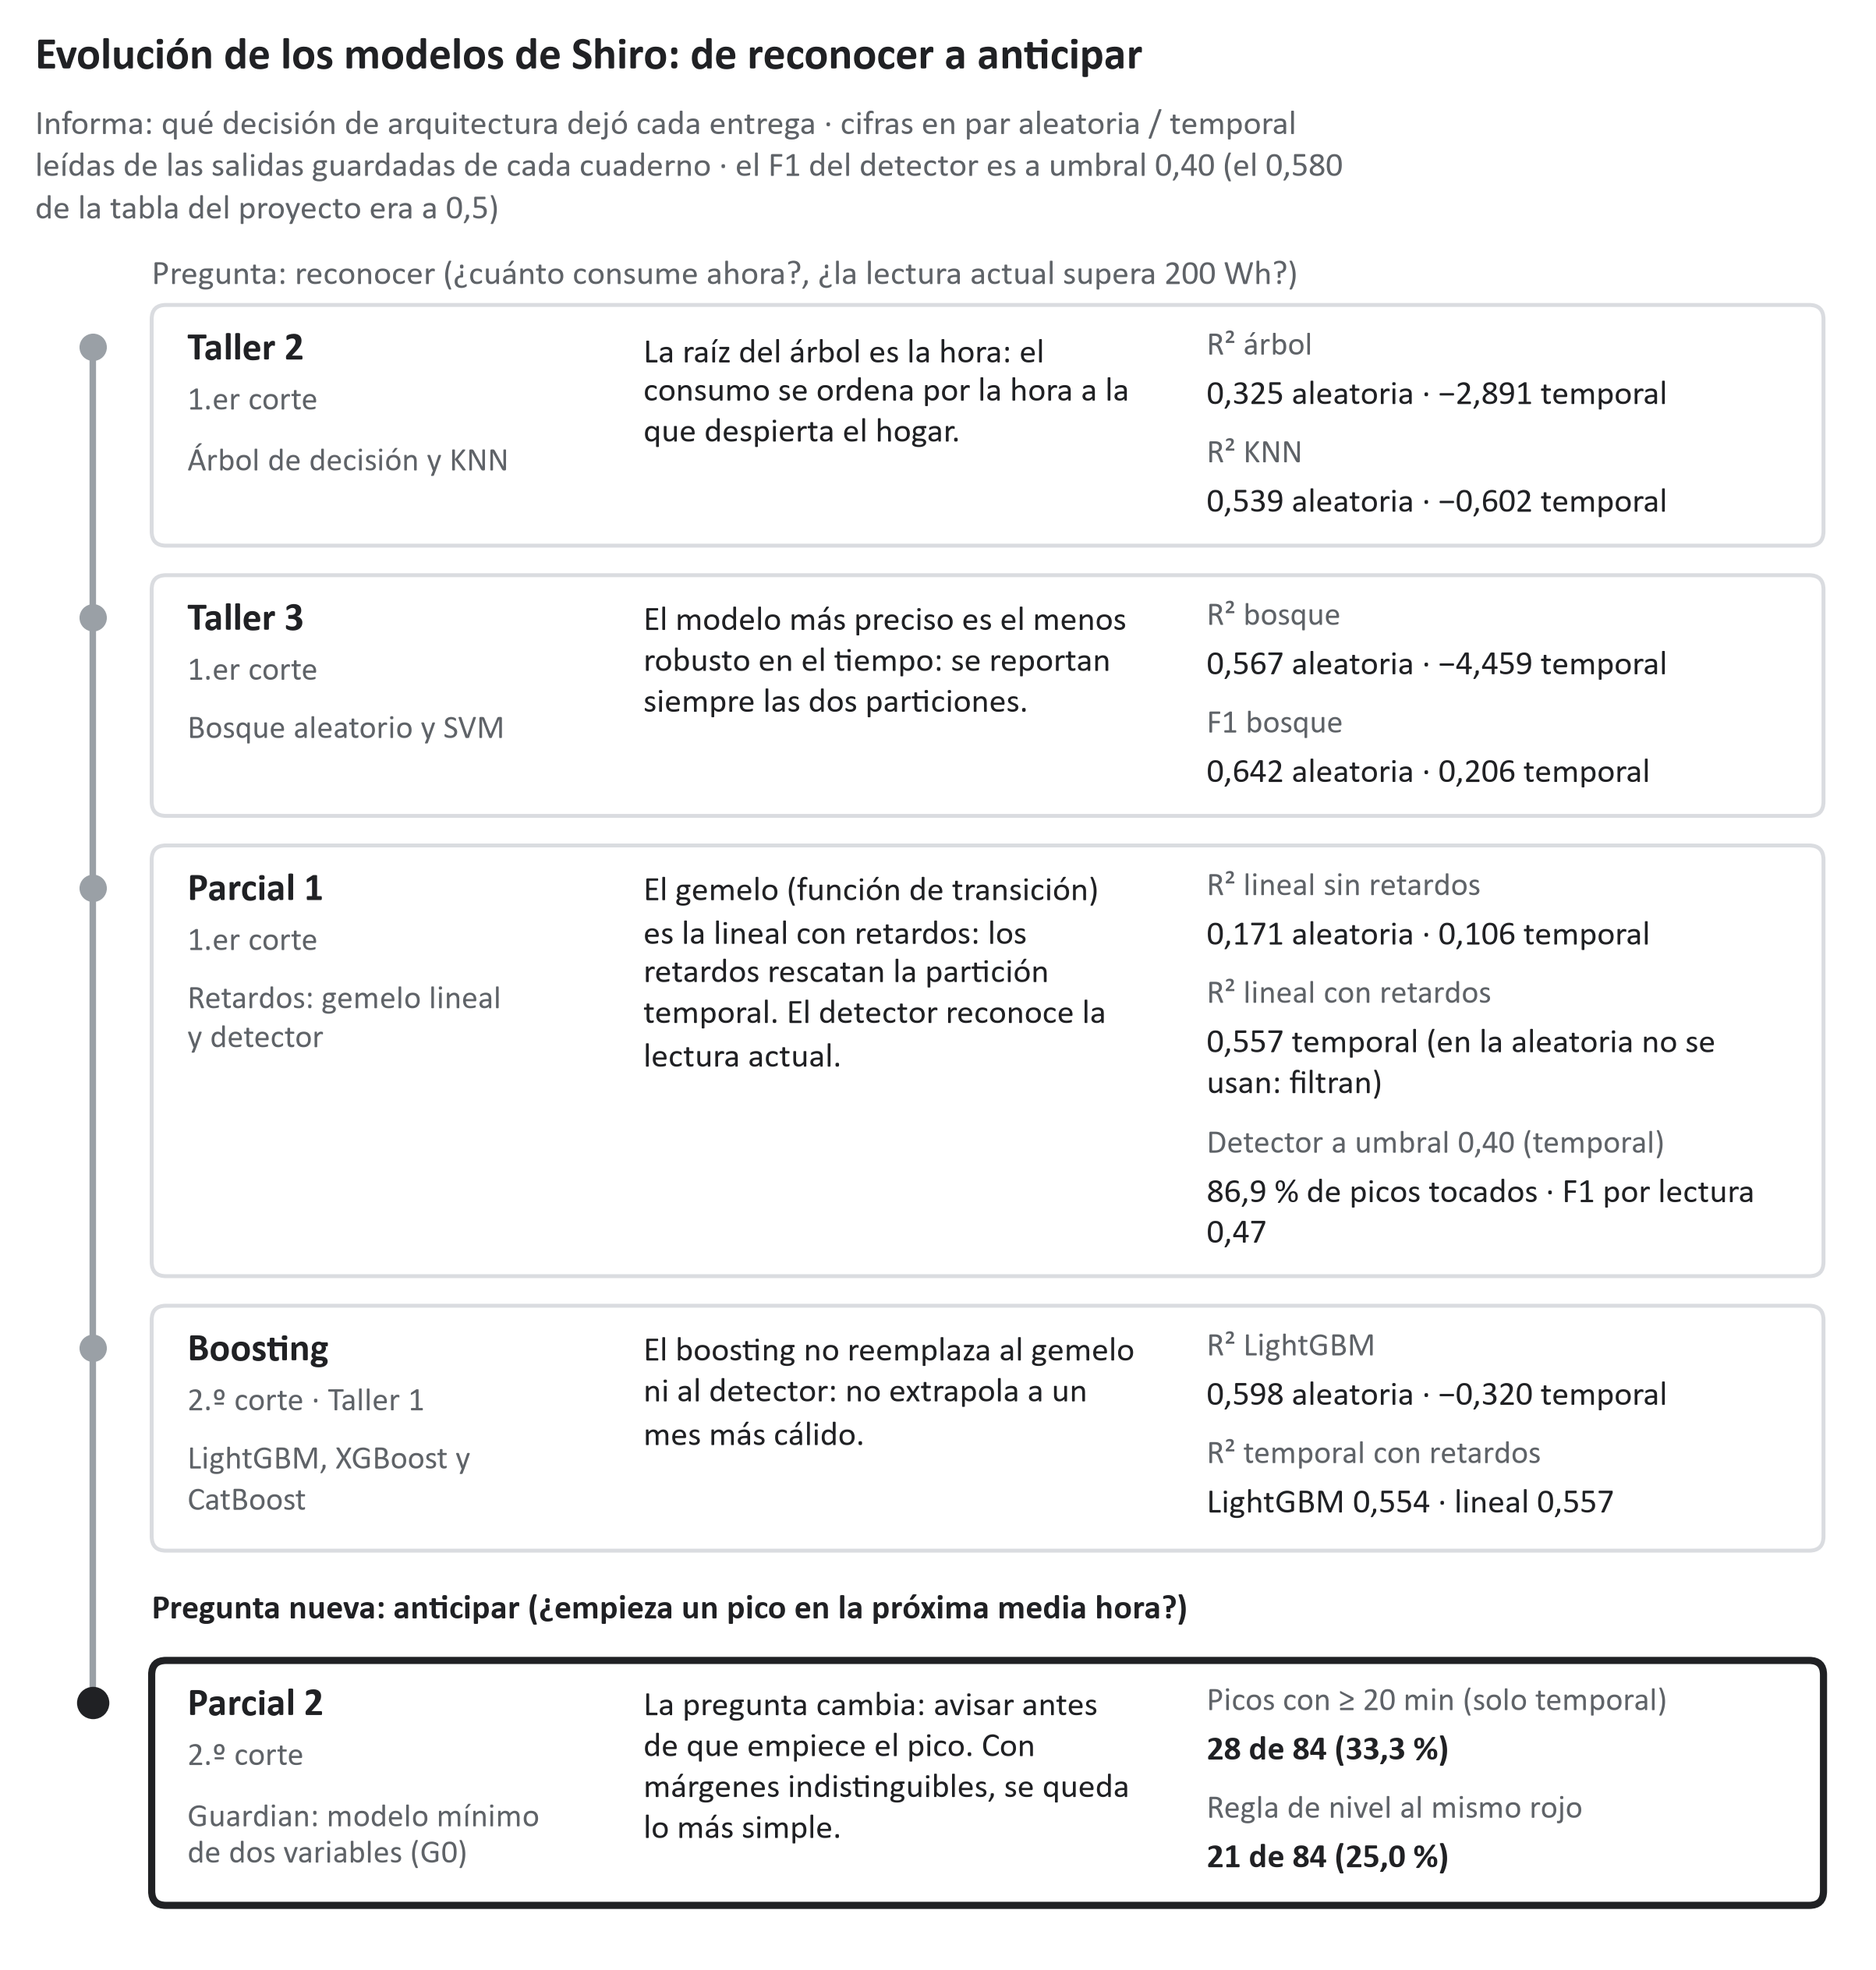 Evolución de los modelos de Shiro: de reconocer a anticipar
Informa: qué decisión de arquitectura dejó cada entrega · cifras en par aleatoria / temporal
leídas de las salidas guardadas de cada cuaderno · el F1 del detector es a umbral 0,40 (el 0,580
de la tabla del proyecto era a 0,5)
Pregunta: reconocer (¿cuánto consume ahora?, ¿la lectura actual supera 200 Wh?)
Taller 2
1.er corte
Árbol de decisión y KNN
La raíz del árbol es la hora: el
consumo se ordena por la hora a la
que despierta el hogar.
R² árbol
0,325 aleatoria · −2,891 temporal
R² KNN
0,539 aleatoria · −0,602 temporal
Taller 3
1.er corte
Bosque aleatorio y SVM
El modelo más preciso es el menos
robusto en el tiempo: se reportan
siempre las dos particiones.
R² bosque
0,567 aleatoria · −4,459 temporal
F1 bosque
0,642 aleatoria · 0,206 temporal
Parcial 1
1.er corte
Retardos: gemelo lineal
y detector
El gemelo (función de transición)
es la lineal con retardos: los
retardos rescatan la partición
temporal. El detector reconoce la
lectura actual.
R² lineal sin retardos
0,171 aleatoria · 0,106 temporal
R² lineal con retardos
0,557 temporal (en la aleatoria no se
usan: filtran)
Detector a umbral 0,40 (temporal)
86,9 % de picos tocados · F1 por lectura
0,47
Boosting
2.º corte · Taller 1
LightGBM, XGBoost y
CatBoost
El boosting no reemplaza al gemelo
ni al detector: no extrapola a un
mes más cálido.
R² LightGBM
0,598 aleatoria · −0,320 temporal
R² temporal con retardos
LightGBM 0,554 · lineal 0,557
Pregunta nueva: anticipar (¿empieza un pico en la próxima media hora?)
Parcial 2
2.º corte
Guardian: modelo mínimo
de dos variables (G0)
La pregunta cambia: avisar antes
de que empiece el pico. Con
márgenes indistinguibles, se queda
lo más simple.
Picos con ≥ 20 min (solo temporal)
28 de 84 (33,3 %)
Regla de nivel al mismo rojo
21 de 84 (25,0 %)